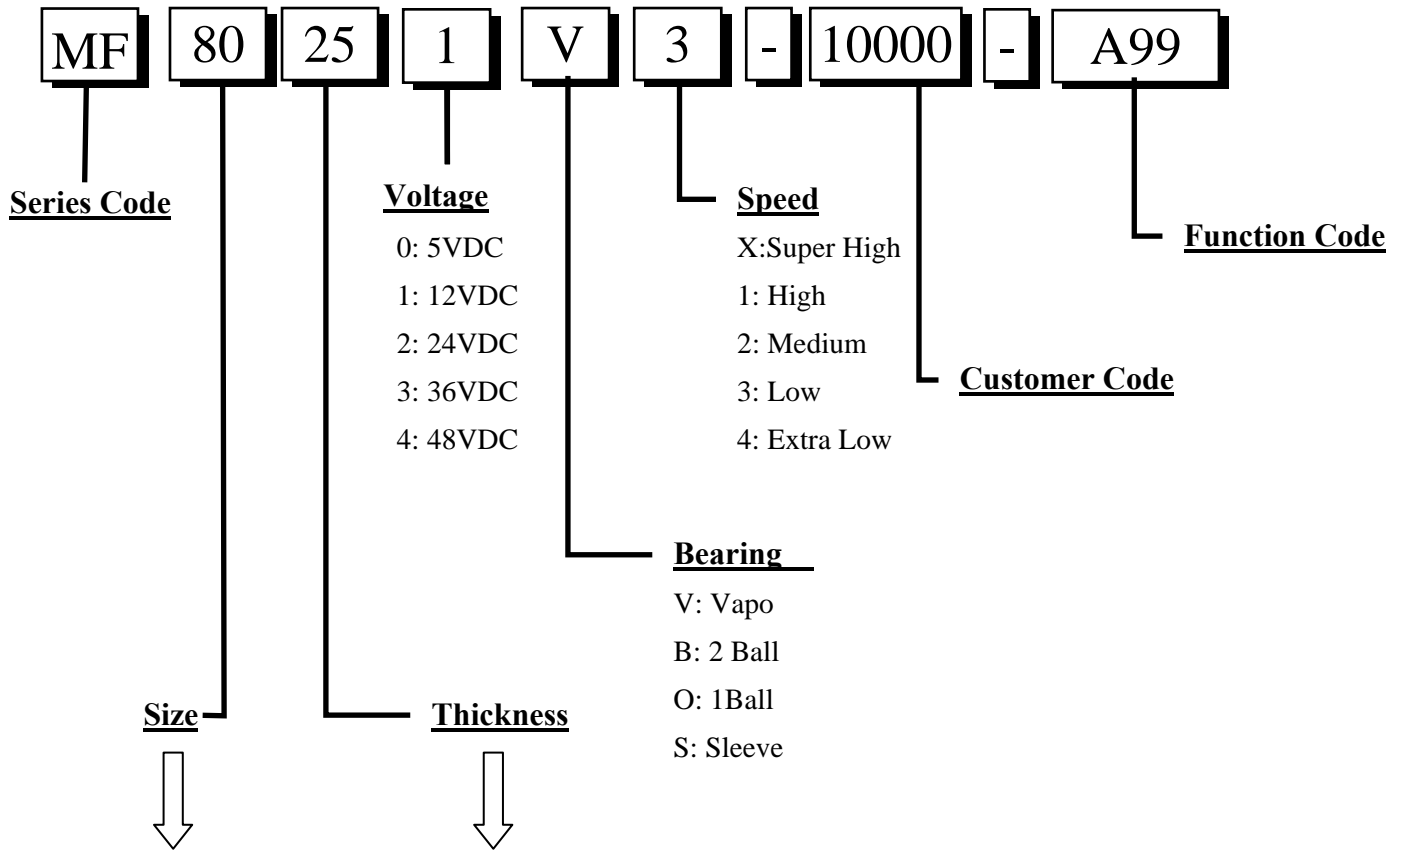 MF 80 25 1 V 3 - 10000 - A99
Series Code
Voltage
0: 5VDC
1: 12VDC
2: 24VDC
3: 36VDC
4: 48VDC
Speed
X:Super High
1: High
2: Medium
3: Low
4: Extra Low
Function Code
Customer Code
Bearing
V: Vapo
B: 2 Ball
O: 1Ball
S: Sleeve
Size
Thickness